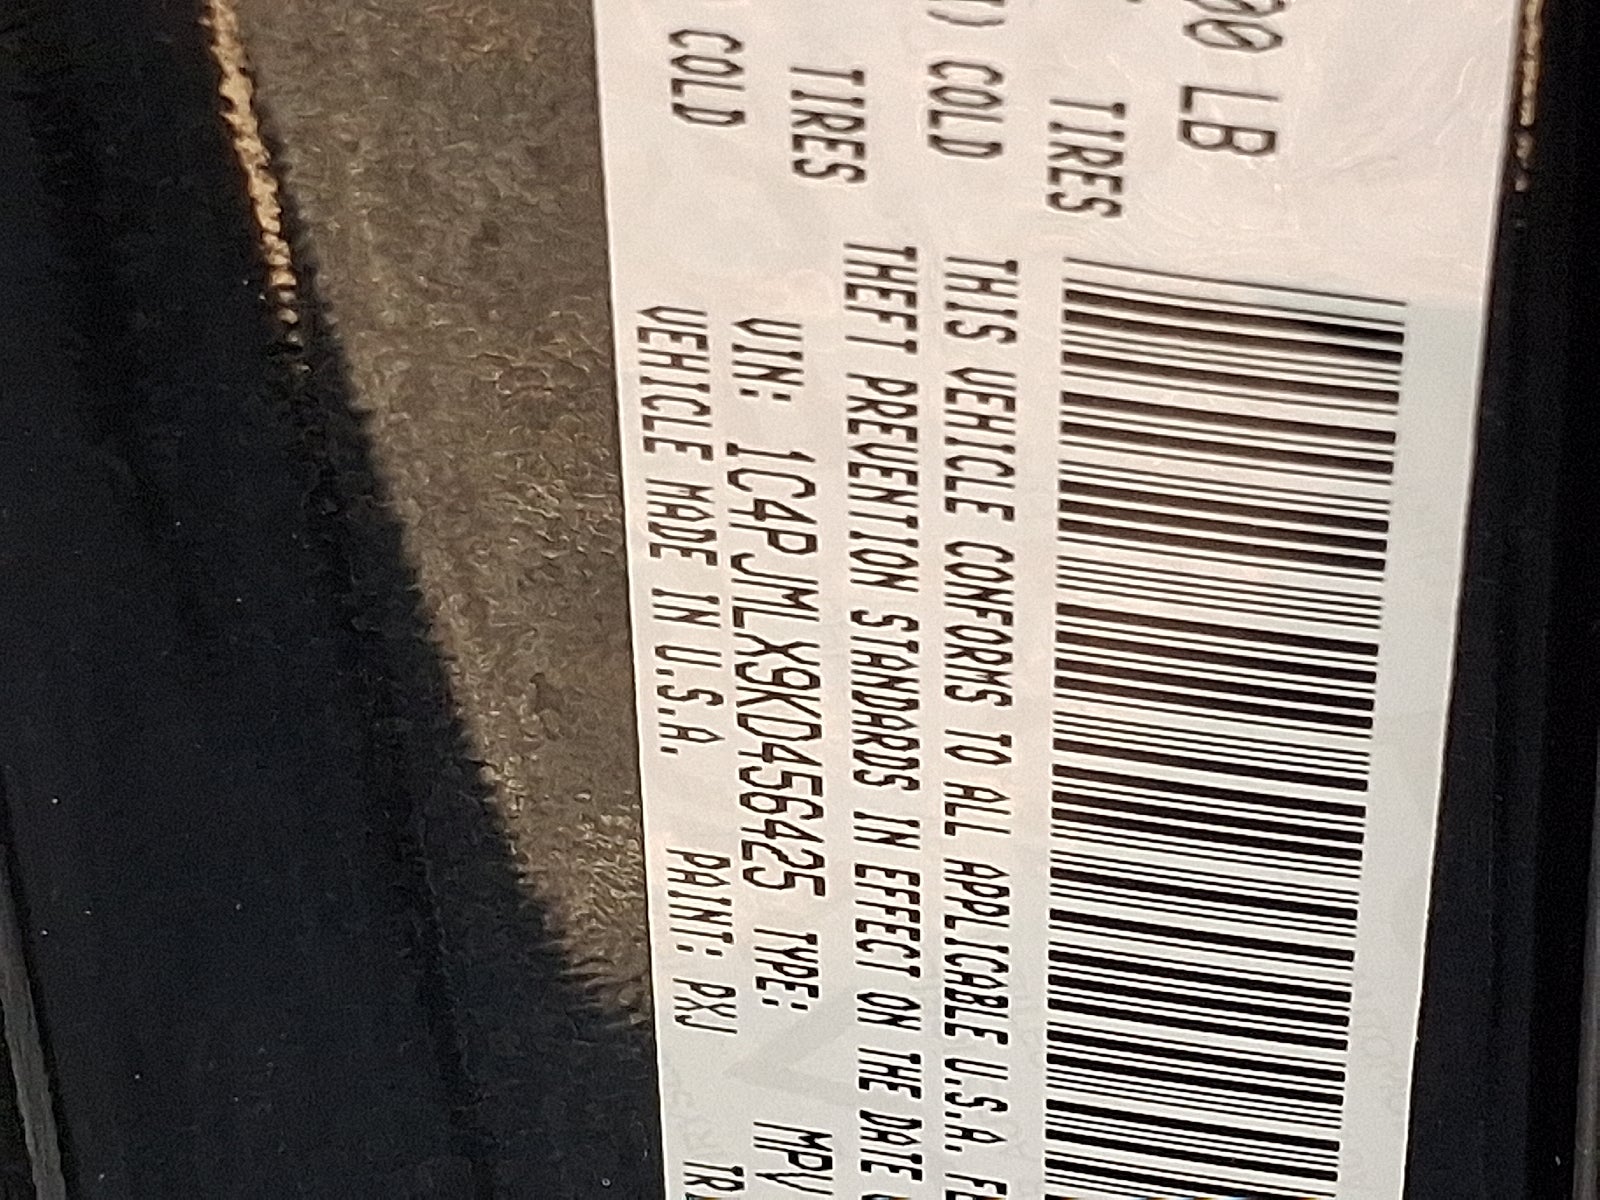 00 LB
TIRES
) COLD
TIRES
) COLD
THIS VEHICLE CONFORMS TO ALL APPLICABLE U.S.A.
THEFT PREVENTION STANDARDS IN EFFECT ON THE DATE
VIN: 1C4PJMLX9KD456425 TYPE: MPV
VEHICLE MADE IN U.S.A. PAINT: PXJ